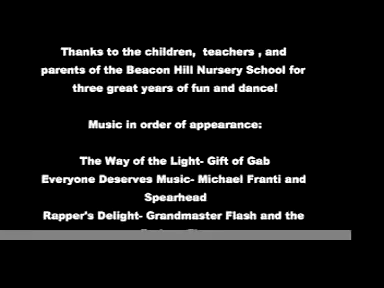 Thanks to the children,  teachers , and
parents of the Beacon Hill Nursery School for
three great years of fun and dance!
Music in order of appearance:
The Way of the Light- Gift of Gab
Everyone Deserves Music- Michael Franti and
Spearhead
Rapper's Delight- Grandmaster Flash and the